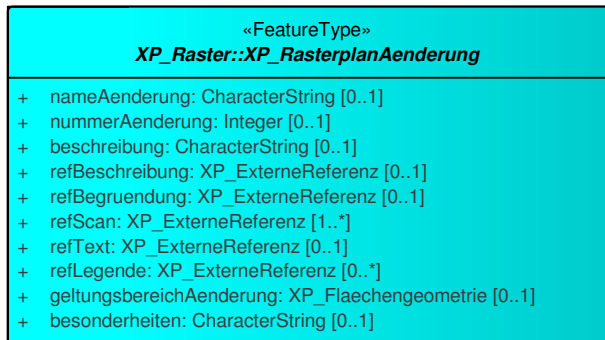 «FeatureType»
XP_Raster::XP_RasterplanAenderung
+ nameAenderung: CharacterString [0..1]
+ nummerAenderung: Integer [0..1]
+ beschreibung: CharacterString [0..1]
+ refBeschreibung: XP_ExterneReferenz [0..1]
+ refBegruendung: XP_ExterneReferenz [0..1]
+ refScan: XP_ExterneReferenz [1..*]
+ refText: XP_ExterneReferenz [0..1]
+ refLegende: XP_ExterneReferenz [0..*]
+ geltungsbereichAenderung: XP_Flaechengeometrie [0..1]
+ besonderheiten: CharacterString [0..1]